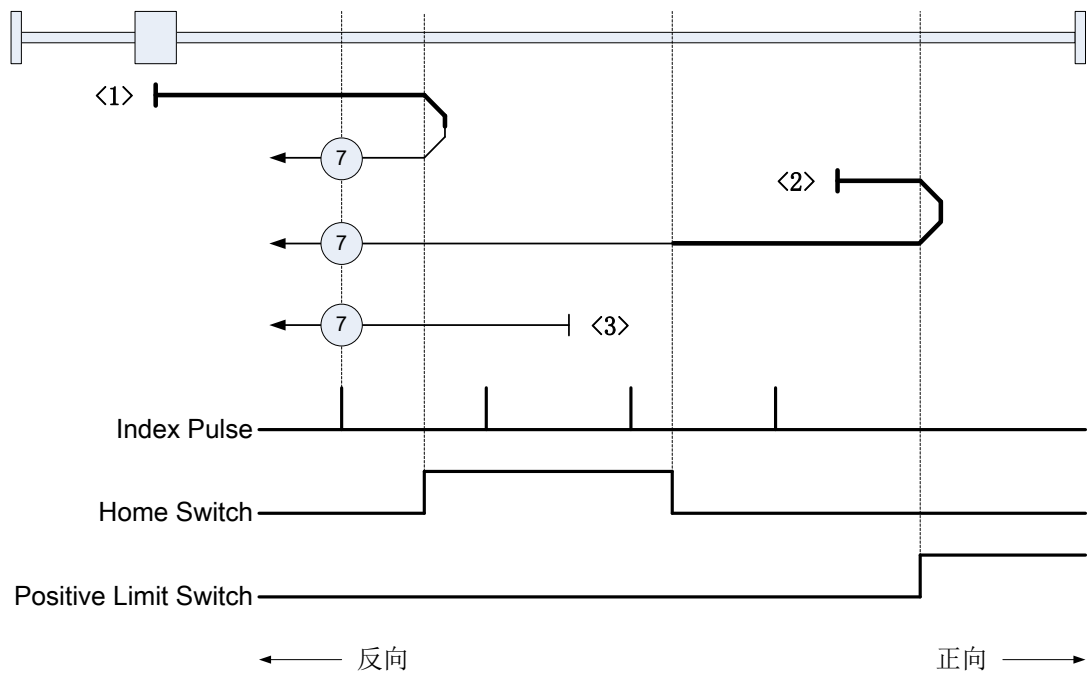 <1>
7
<2>
7
7
<3>
Index Pulse
Home Switch
Positive Limit Switch
反向
正向